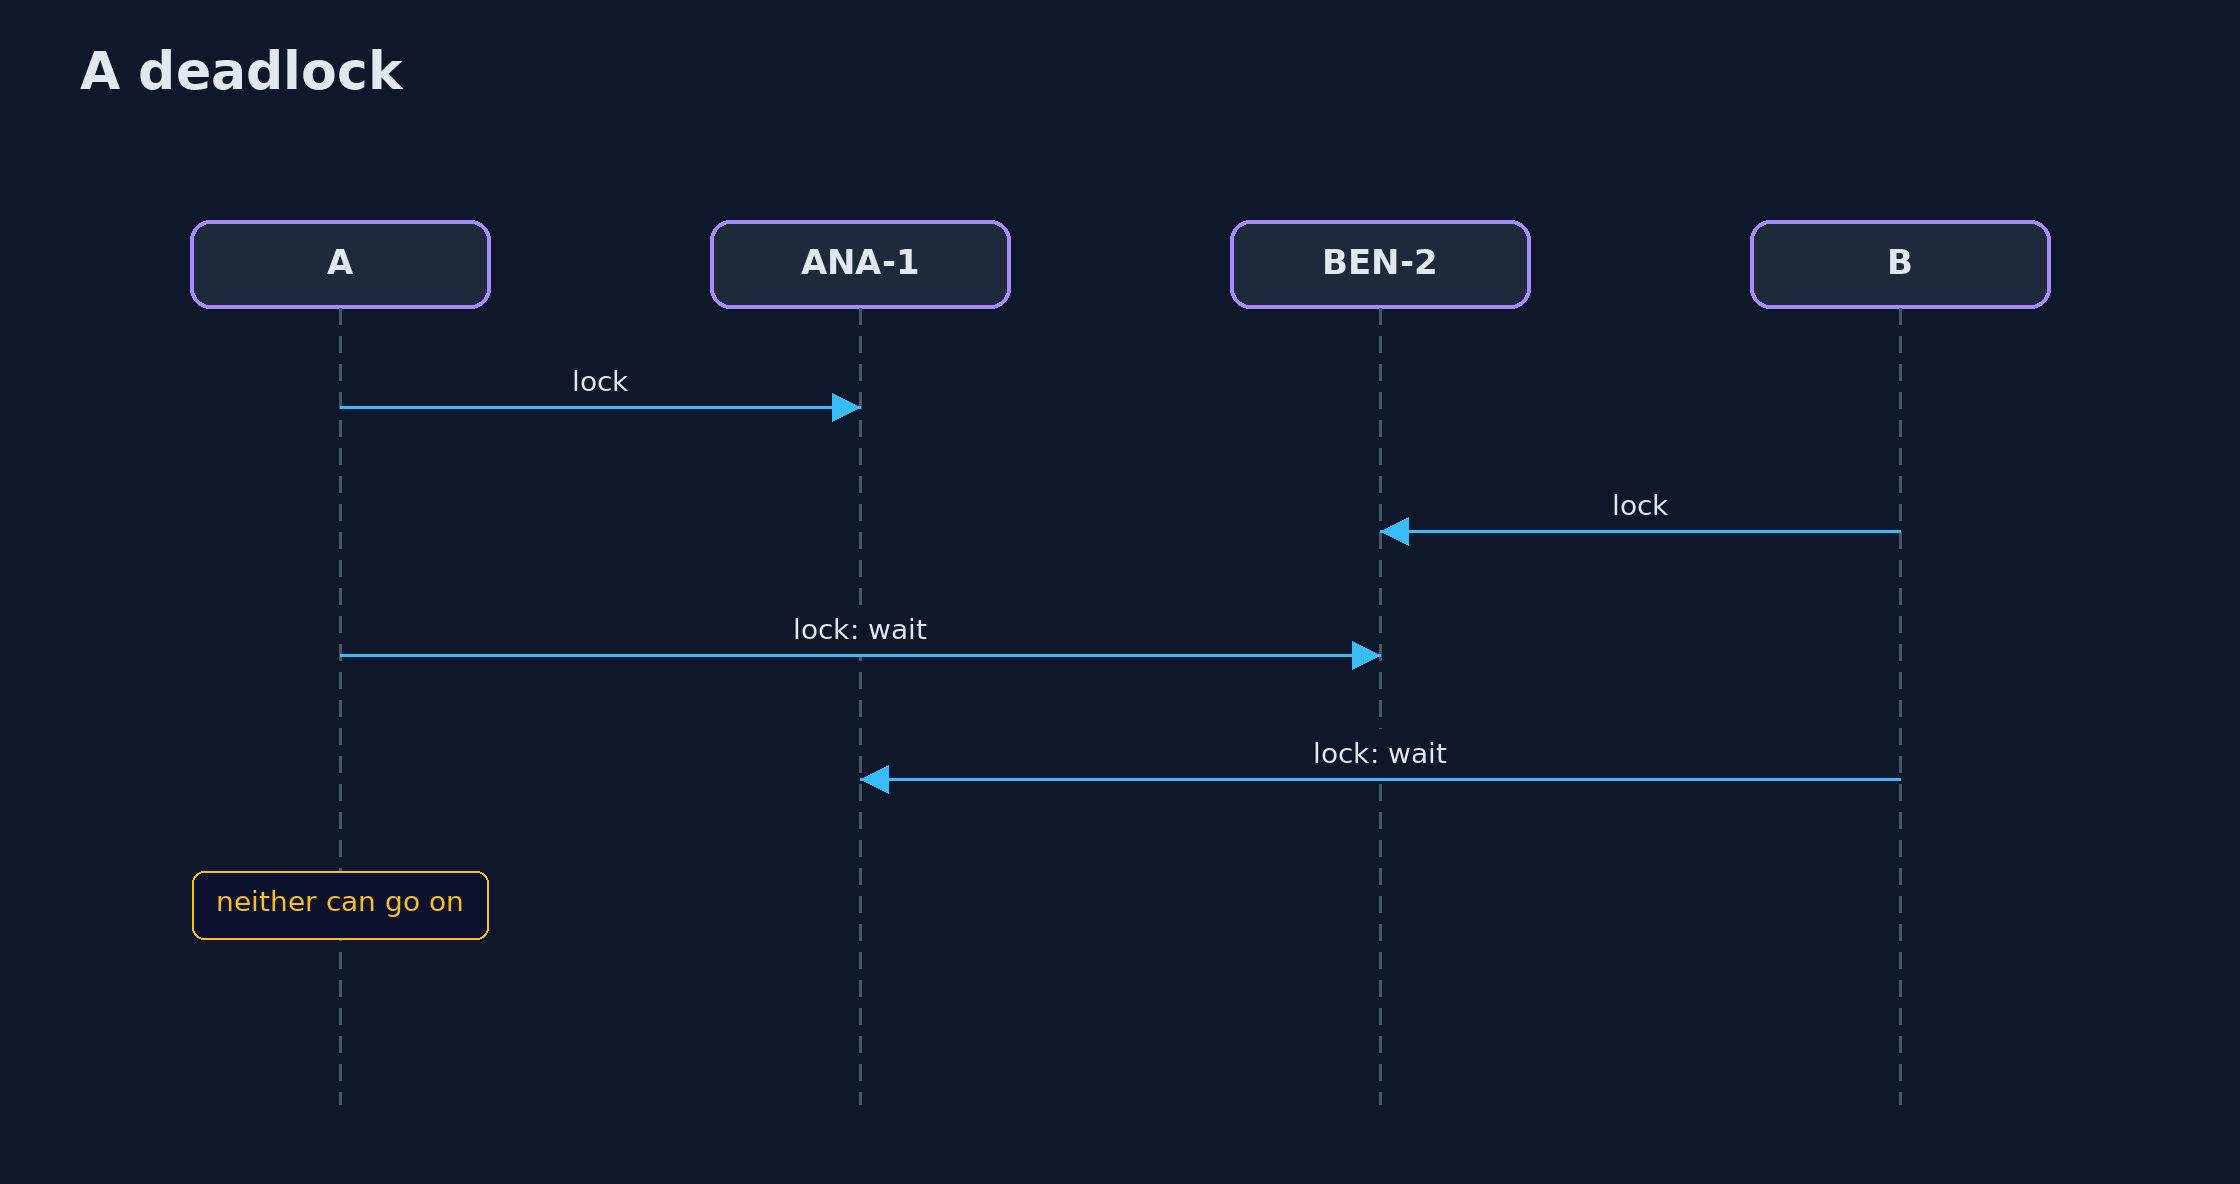 A deadlock
A
ANA-1
BEN-2
B
lock
lock
lock: wait
lock: wait
neither can go on